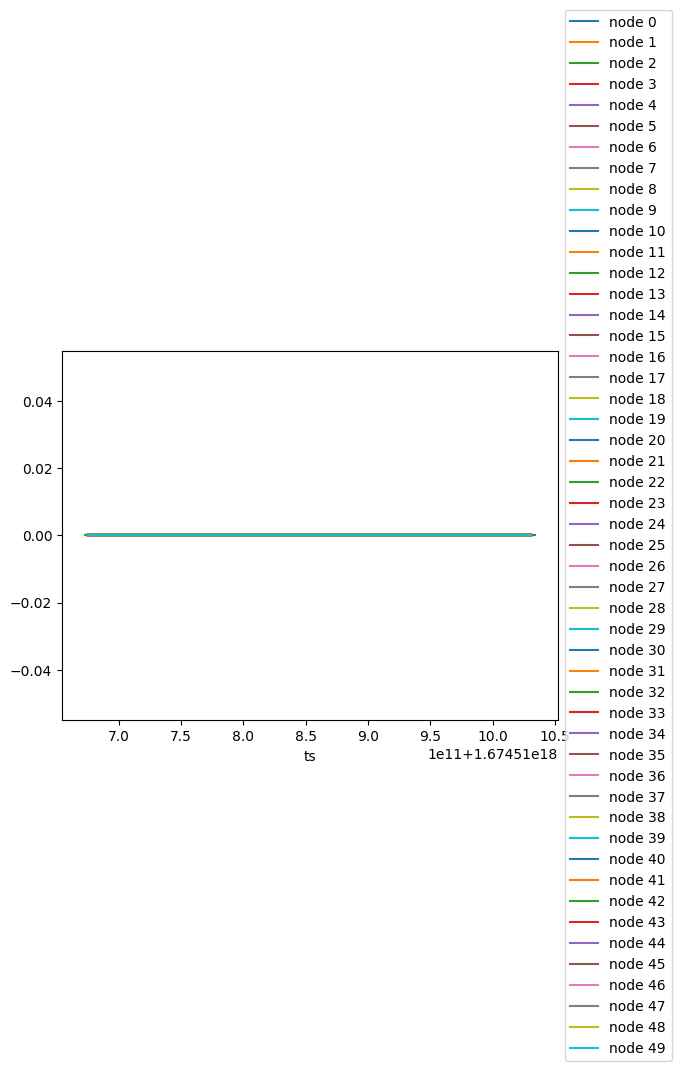 0.04
0.02
0.00
−0.02
−0.04
7.0 7.5 8.0 8.5 9.0 9.5 10.0 10.5
ts
1e11+1.67451e18
node 0
node 1
node 2
node 3
node 4
node 5
node 6
node 7
node 8
node 9
node 10
node 11
node 12
node 13
node 14
node 15
node 16
node 17
node 18
node 19
node 20
node 21
node 22
node 23
node 24
node 25
node 26
node 27
node 28
node 29
node 30
node 31
node 32
node 33
node 34
node 35
node 36
node 37
node 38
node 39
node 40
node 41
node 42
node 43
node 44
node 45
node 46
node 47
node 48
node 49